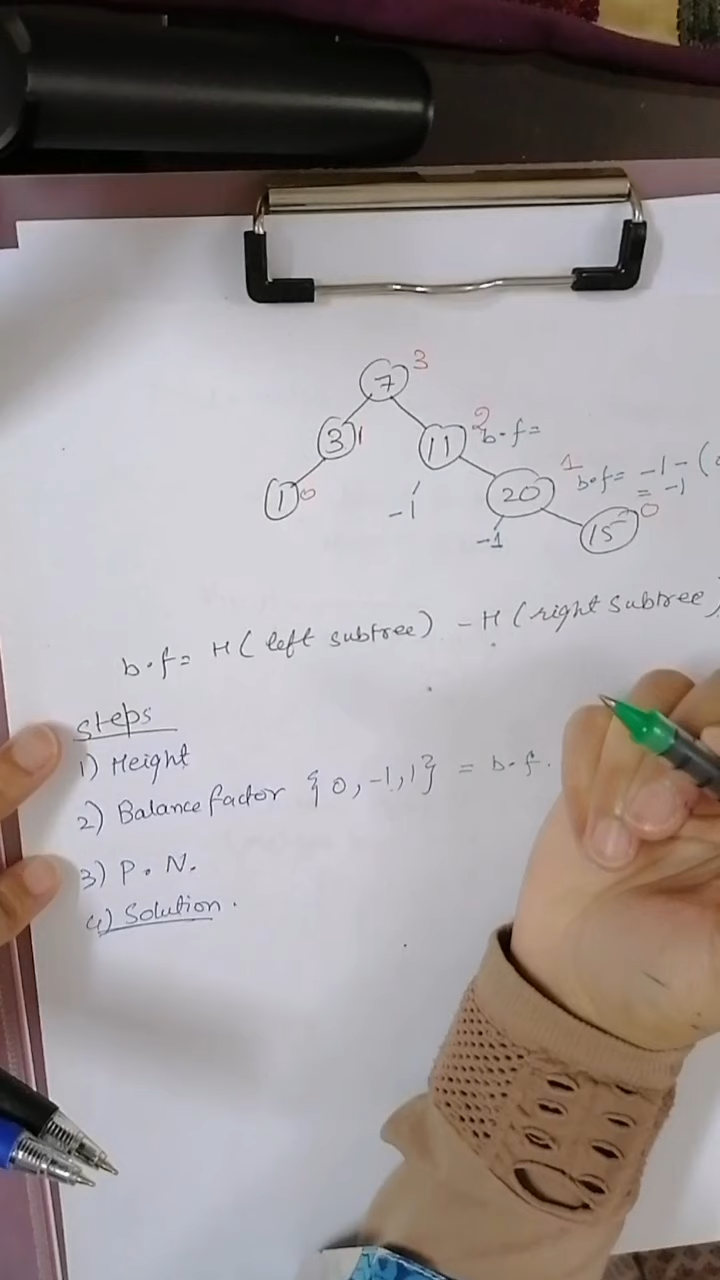 7 3
3 1
11 2 b.f=
1 0
-1
20 1 b.f= -1-(
= -1
-1
15 0
b.f= H( left subtree) - H (right subtree)
Steps
1) Height
2) Balance factor {0, -1, 1} = b.f.
3) P.N.
4) Solution.